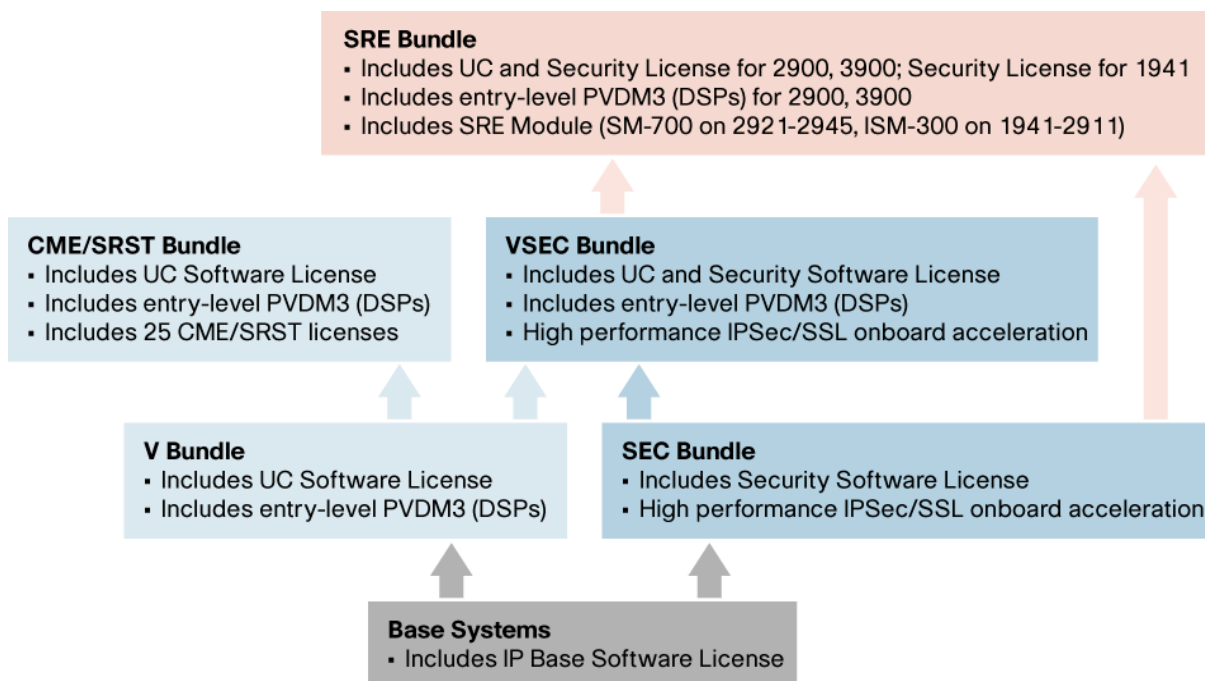 SRE Bundle
▪ Includes UC and Security License for 2900, 3900; Security License for 1941
▪ Includes entry-level PVDM3 (DSPs) for 2900, 3900
▪ Includes SRE Module (SM-700 on 2921-2945, ISM-300 on 1941-2911)
CME/SRST Bundle
▪ Includes UC Software License
▪ Includes entry-level PVDM3 (DSPs)
▪ Includes 25 CME/SRST licenses
VSEC Bundle
▪ Includes UC and Security Software License
▪ Includes entry-level PVDM3 (DSPs)
▪ High performance IPSec/SSL onboard acceleration
V Bundle
▪ Includes UC Software License
▪ Includes entry-level PVDM3 (DSPs)
SEC Bundle
▪ Includes Security Software License
▪ High performance IPSec/SSL onboard acceleration
Base Systems
▪ Includes IP Base Software License